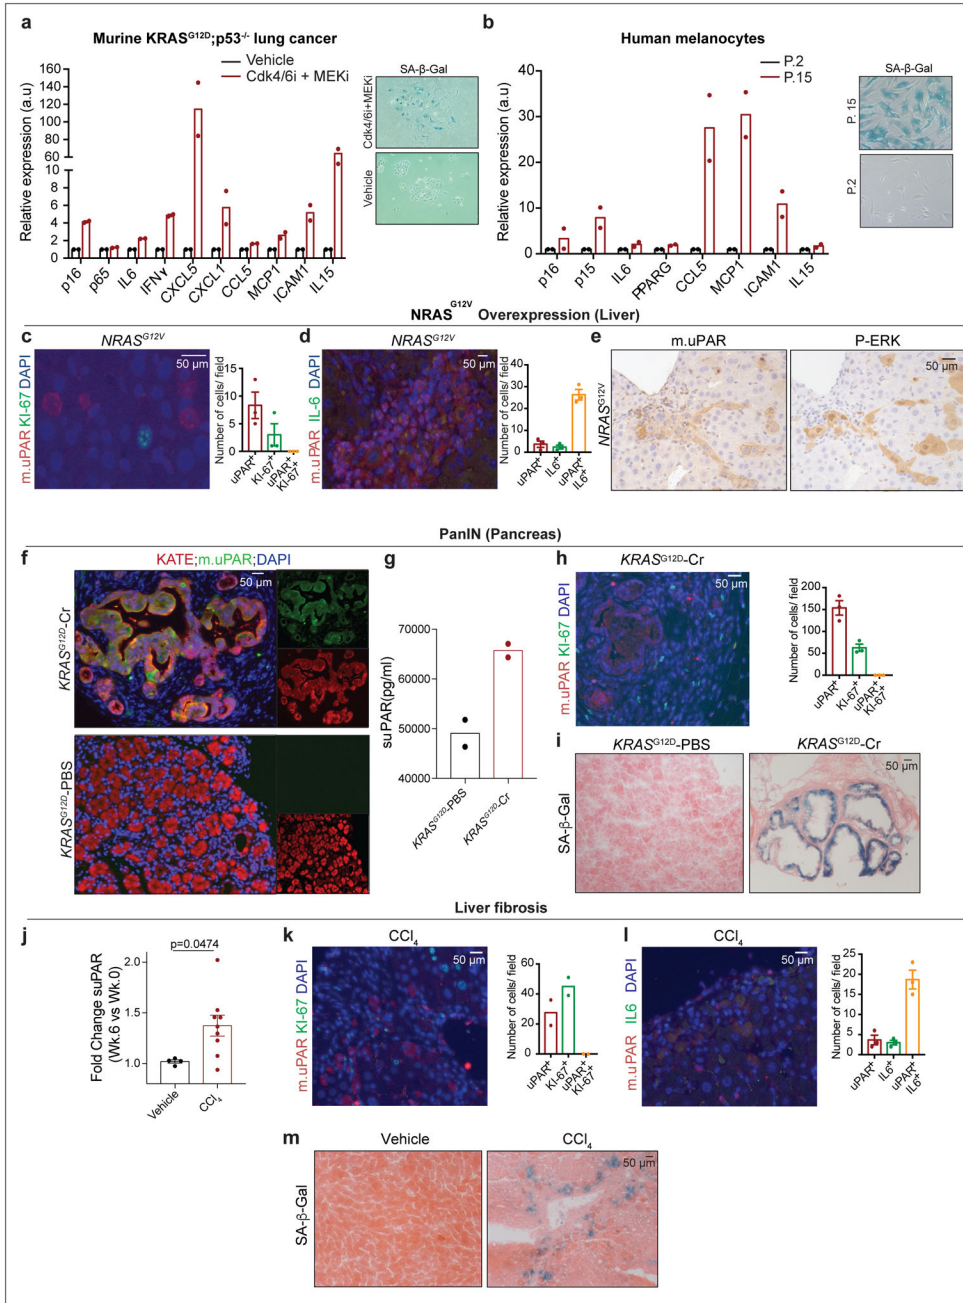 a
Murine KRASG12D;p53-/- lung cancer
Vehicle
Cdk4/6i + MEKi
Relative expression (a.u)
160
140
120
100
80
60
6
4
2
0
p16
p65
IL6
IFNγ
CXCL5
CXCL1
CCL5
MCP1
ICAM1
IL15
SA-β-Gal
Cdk4/6i+MEKi
Vehicle
b
Human melanocytes
P.2
P.15
Relative expression (a.u)
40
30
20
10
0
p16
p15
IL6
PPARG
CCL5
MCP1
ICAM1
IL15
SA-β-Gal
P. 15
P.2
NRASG12V Overexpression (Liver)
c
NRASG12V
50 μm
m.uPAR KI-67 DAPI
Number of cells/ field
15
10
5
0
uPAR+
KI-67+
uPAR+ KI-67+
d
NRASG12V
50 μm
m.uPAR IL-6 DAPI
Number of cells/ field
40
30
20
10
0
uPAR+
IL6+
uPAR+ IL6+
e
m.uPAR
P-ERK
50 μm
NRASG12V
PanIN (Pancreas)
f
KATE;m.uPAR;DAPI
50 μm
KRASG12D-Cr
KRASG12D-PBS
g
suPAR(pg/ml)
70000
60000
50000
40000
KRASG12D-PBS
KRASG12D-Cr
h
KRASG12D-Cr
50 μm
m.uPAR KI-67 DAPI
Number of cells/ field
200
150
100
50
0
uPAR+
KI-67+
uPAR+ KI-67+
i
KRASG12D-PBS
KRASG12D-Cr
50 μm
SA-β-Gal
Liver fibrosis
j
p=0.0474
Fold Change suPAR
(Wk.6 vs Wk.0)
2.0
1.5
1.0
Vehicle
CCl4
k
CCl4
50 μm
m.uPAR KI-67 DAPI
Number of cells/ field
60
40
20
0
uPAR+
KI-67+
uPAR+ KI-67+
l
CCl4
50 μm
m.uPAR IL6 DAPI
Number of cells/ field
25
20
15
10
5
0
uPAR+
IL6+
uPAR+ IL6+
m
Vehicle
CCl4
50 μm
SA-β-Gal